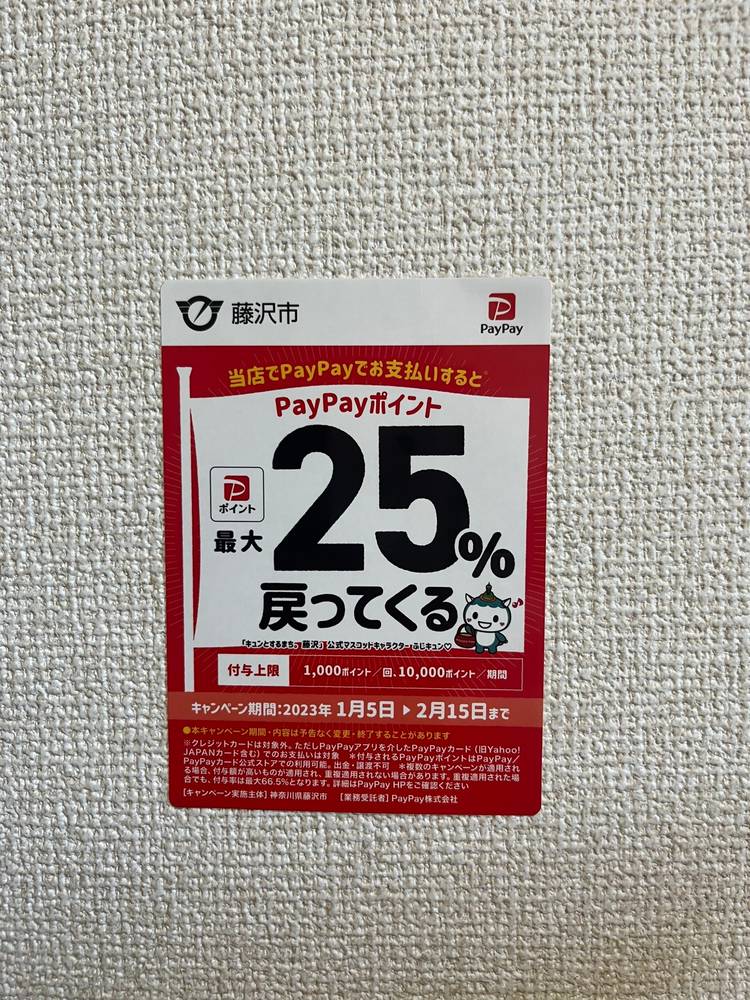 藤沢市
PayPay
当店でPayPayでお支払いすると
PayPayポイント
ポイント
最大
25%
戻ってくる
「キュンとするまち。藤沢」公式マスコットキャラクター ふじキュン♡
付与上限
1,000ポイント/回、10,000ポイント/期間
キャンペーン期間:2023年 1月5日 ▶ 2月15日まで
●本キャンペーン期間・内容は予告なく変更・終了することがあります
※クレジットカードは対象外。ただしPayPayアプリを介したPayPayカード (旧Yahoo!
JAPANカード含む) でのお支払いは対象 ※付与されるPayPayポイントはPayPay/
PayPayカード公式ストアでの利用可能。出金・譲渡不可 ※複数のキャンペーンが適用され
る場合、付与額が高いものが適用され、重複適用されない場合があります。重複適用された場
合でも、付与率は最大66.5%となります。詳細はPayPay HPをご確認ください
[キャンペーン実施主体] 神奈川県藤沢市 [業務受託者] PayPay株式会社